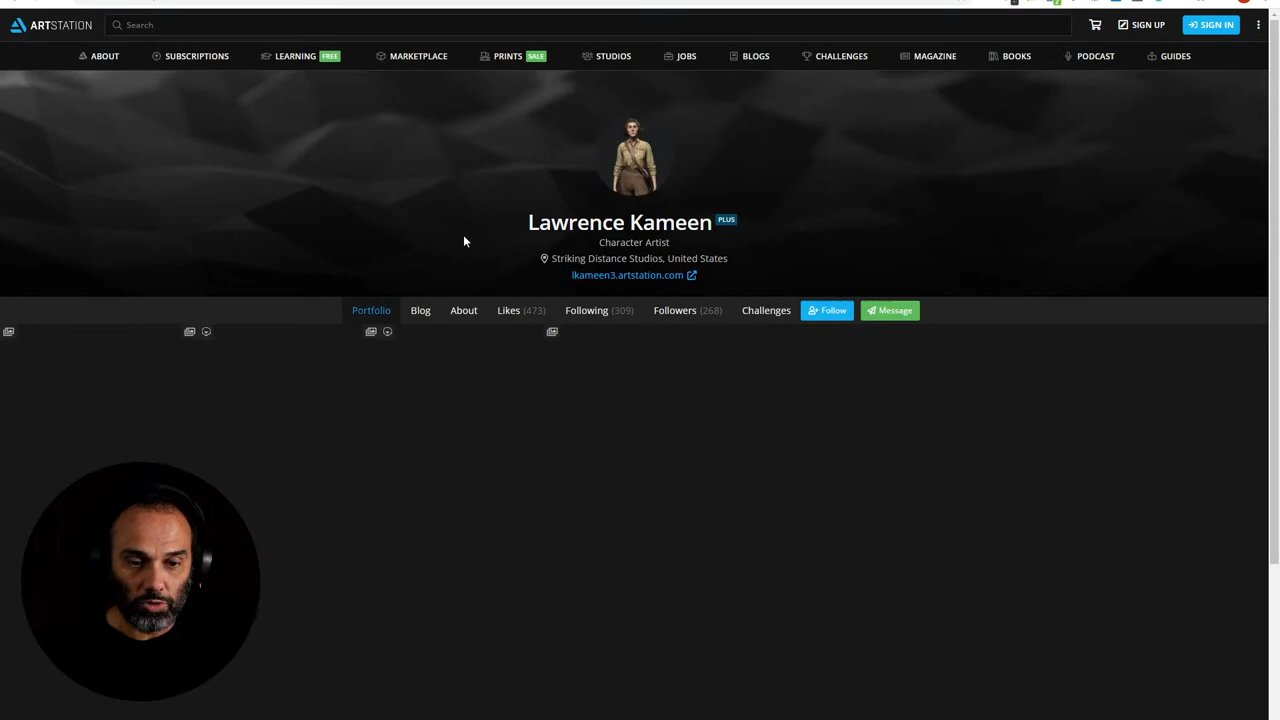 ARTSTATION
Search
SIGN UP
SIGN IN
ABOUT
SUBSCRIPTIONS
LEARNING FREE
MARKETPLACE
PRINTS SALE
STUDIOS
JOBS
BLOGS
CHALLENGES
MAGAZINE
BOOKS
PODCAST
GUIDES
Lawrence Kameen PLUS
Character Artist
Striking Distance Studios, United States
lkameen3.artstation.com
Portfolio
Blog
About
Likes (473)
Following (309)
Followers (268)
Challenges
Follow
Message